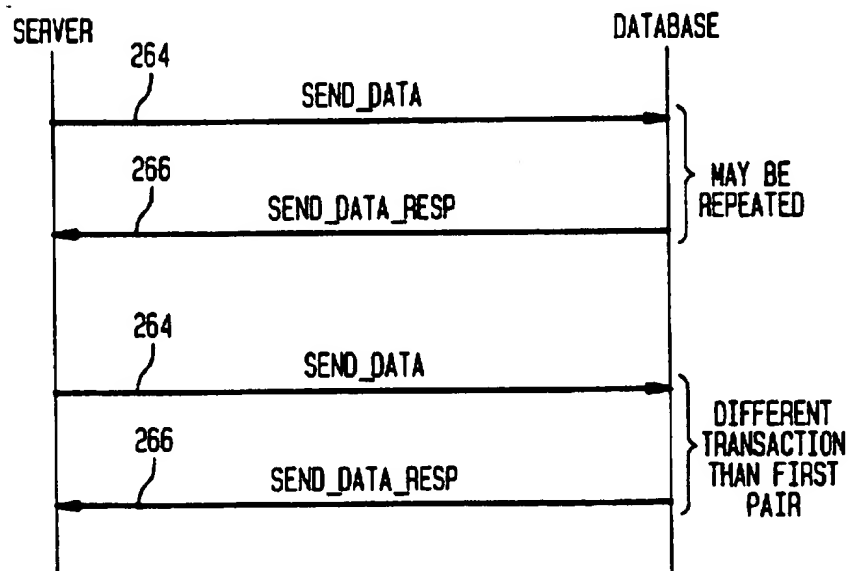 SERVER
DATABASE
264
SEND_DATA
266
SEND_DATA_RESP
MAY BE
REPEATED
264
SEND_DATA
266
SEND_DATA_RESP
DIFFERENT
TRANSACTION
THAN FIRST
PAIR